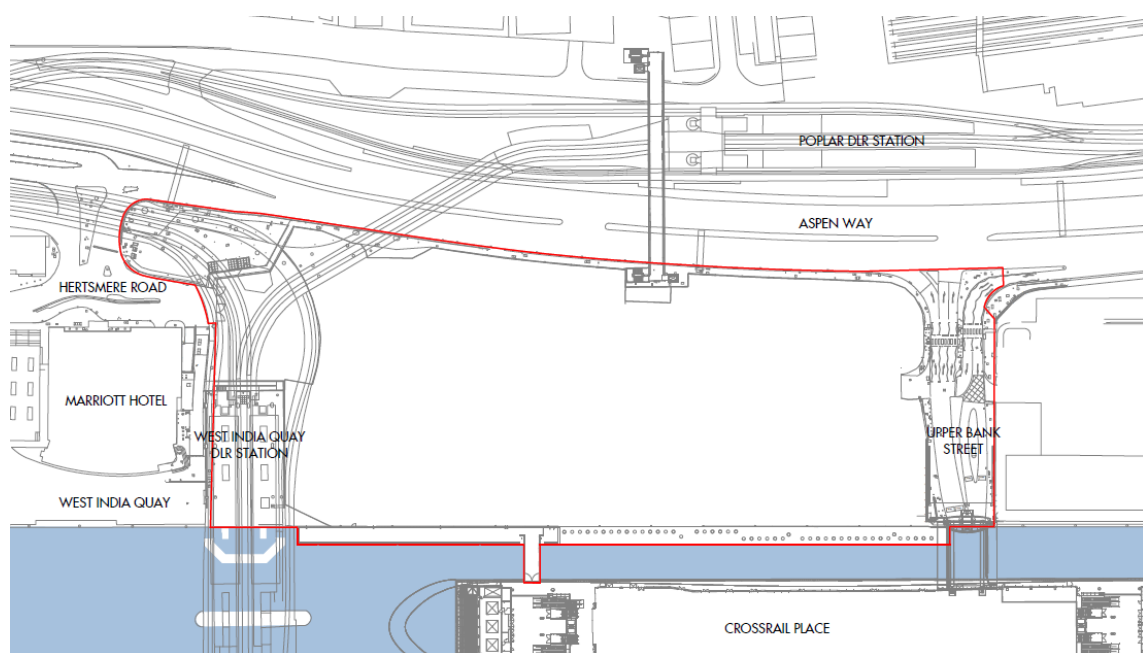 POPLAR DLR STATION
ASPEN WAY
HERTSMERE ROAD
MARRIOTT HOTEL
WEST INDIA QUAY
DLR STATION
UPPER BANK
STREET
WEST INDIA QUAY
CROSSRAIL PLACE